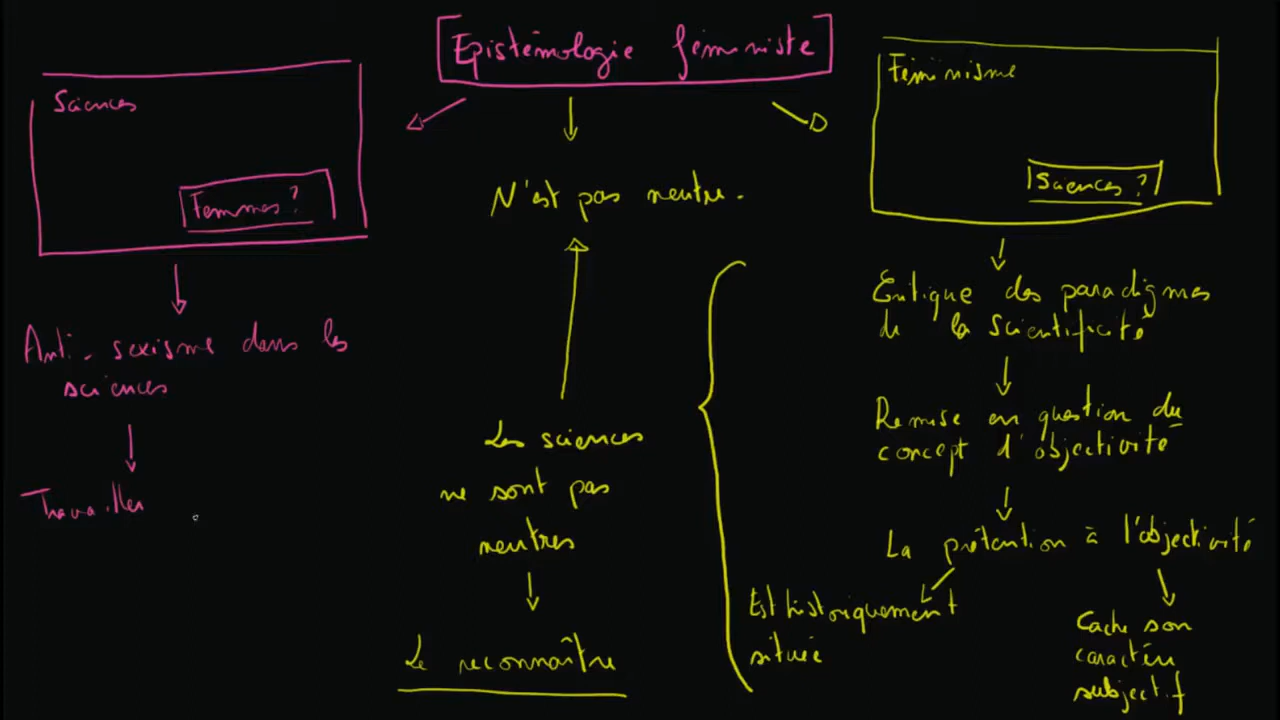 Epistémologie féministe
Sciences
Femmes ?
Anti-sexisme dans les
sciences
Travailler
N'est pas neutre.
Les sciences
ne sont pas
neutres
Le reconnaître
Féminisme
Sciences ?
Critique des paradigmes
de la scientificité
Remise en question du
concept d'objectivité
La prétention à l'objectivité
Est historiquement
située
Cache son
caractère
subjectif